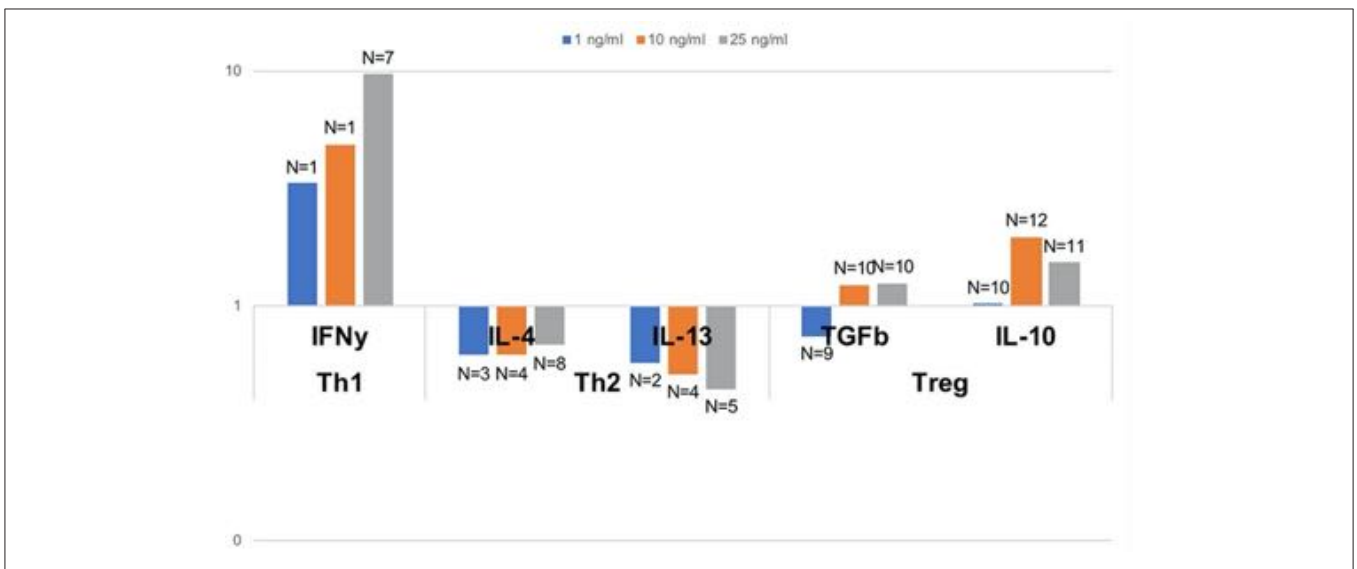 1 ng/ml 10 ng/ml 25 ng/ml
10
N=7
N=1
N=1
N=12
N=11
N=10 N=10
N=10
1
IFNy IL-4 IL-13 TGFb IL-10
N=9
N=3 N=4 N=8
N=2
N=4
N=5
Th1 Th2 Treg
0